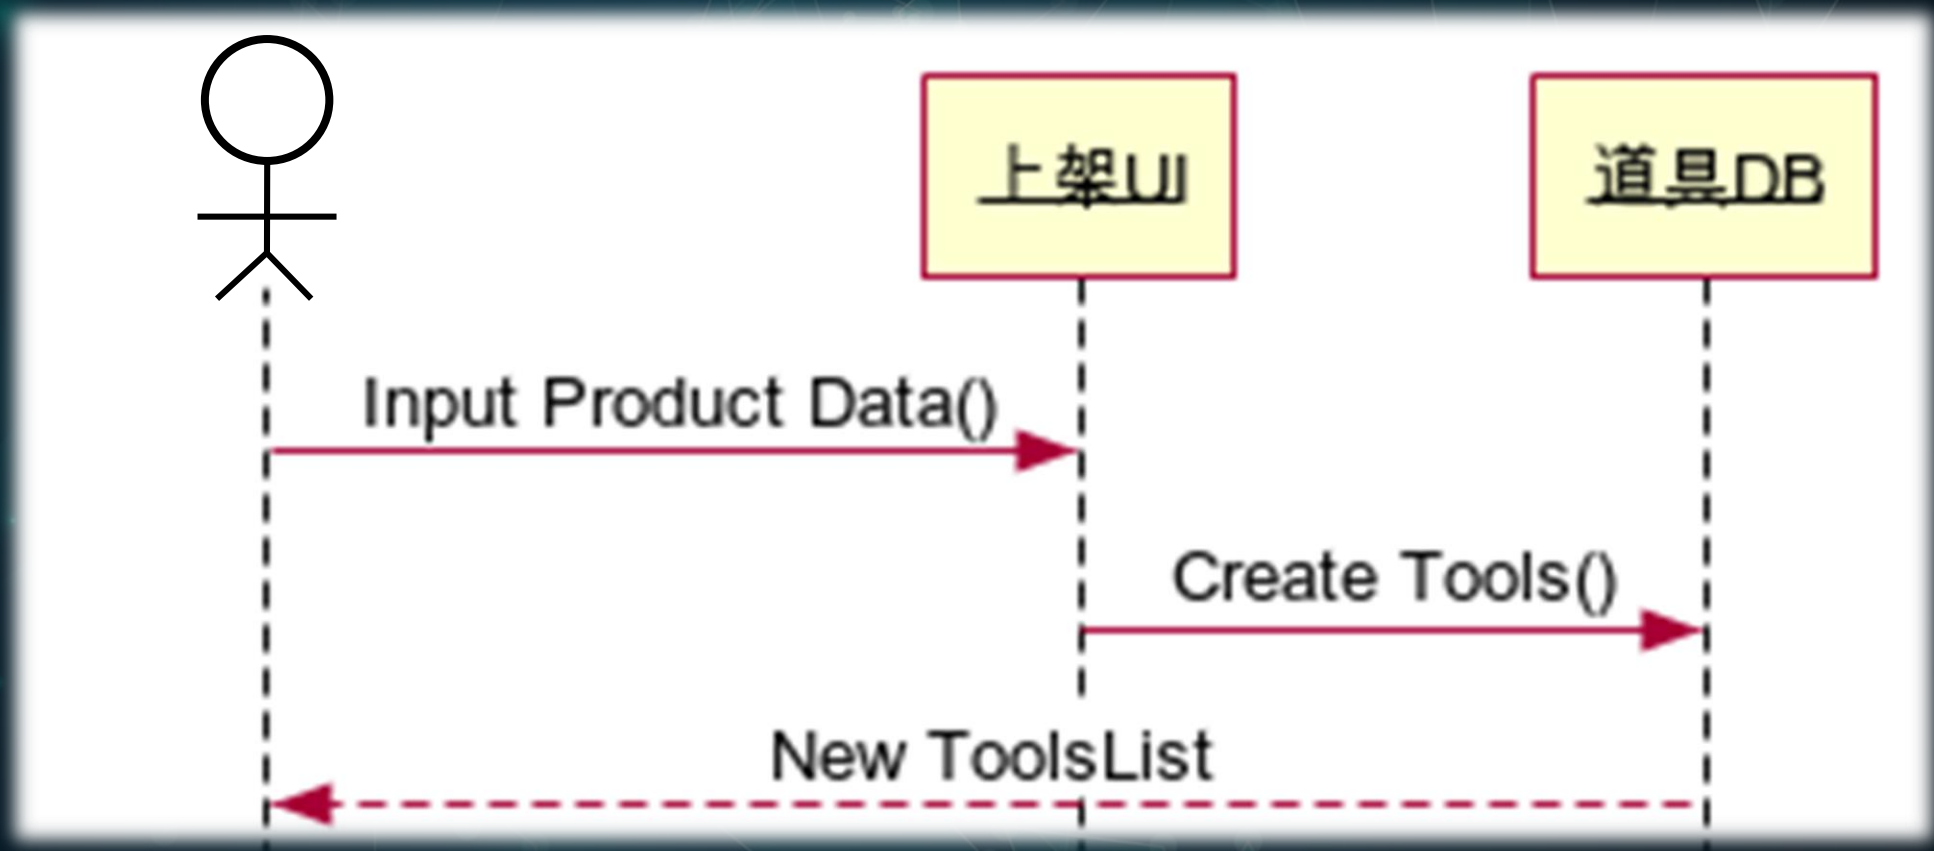 上架UI
道具DB
Input Product Data()
Create Tools()
New ToolsList